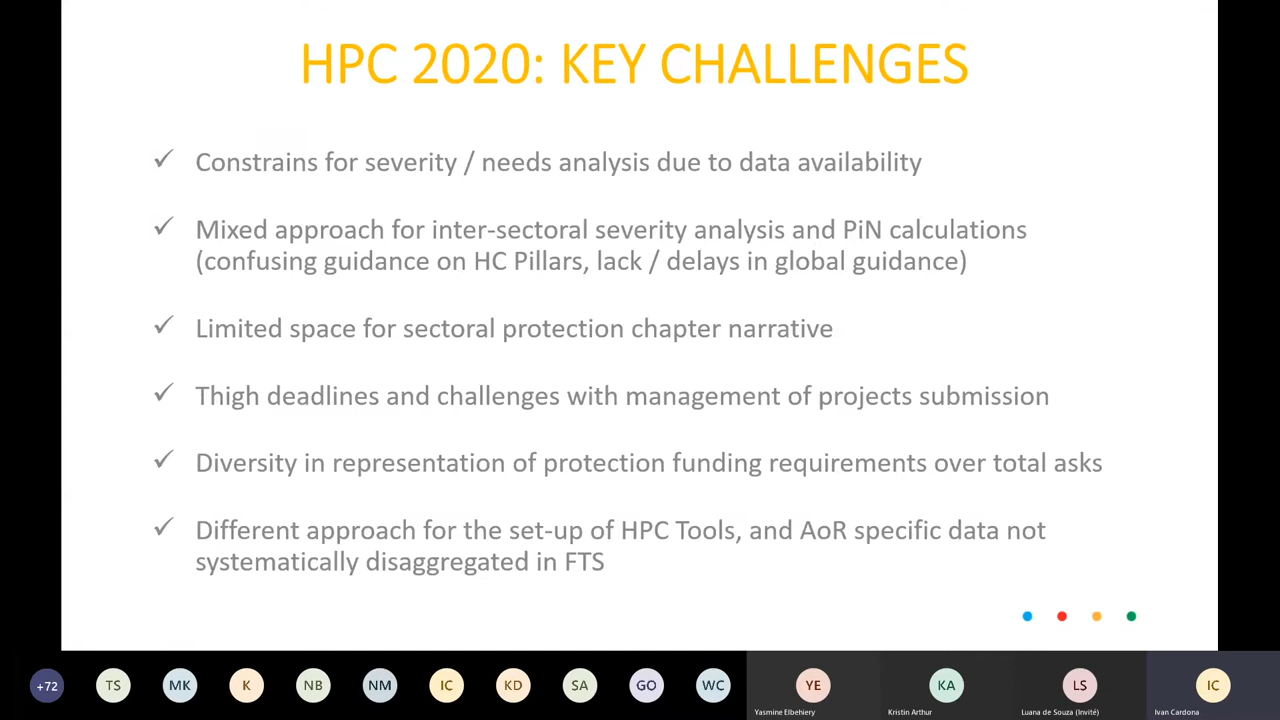 HPC 2020: KEY CHALLENGES
Constrains for severity / needs analysis due to data availability
Mixed approach for inter-sectoral severity analysis and PiN calculations
(confusing guidance on HC Pillars, lack / delays in global guidance)
Limited space for sectoral protection chapter narrative
Thigh deadlines and challenges with management of projects submission
Diversity in representation of protection funding requirements over total asks
Different approach for the set-up of HPC Tools, and AoR specific data not
systematically disaggregated in FTS
+72 TS MK K NB NM IC KD SA GO WC YE KA LS IC
Yasmine Elbehiery Kristin Arthur Luana de Souza (Invité) Ivan Cardona